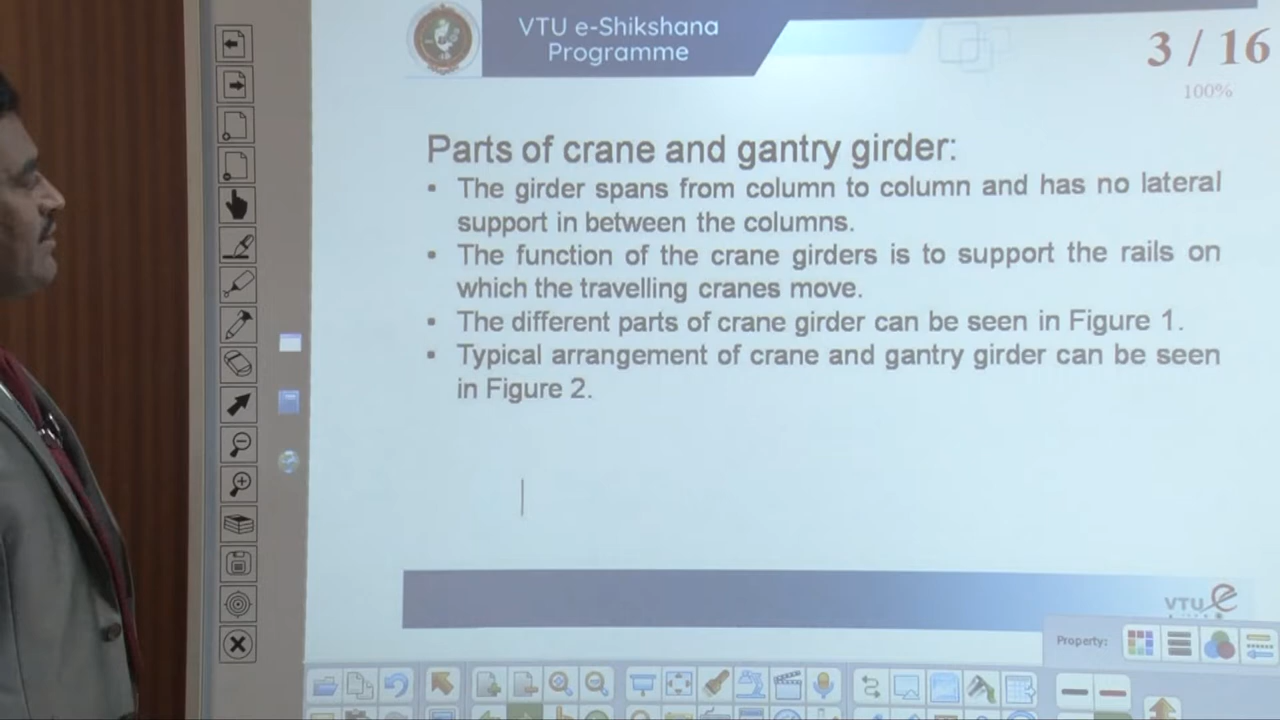 VTU e-Shikshana
Programme
3 / 16
100%
Parts of crane and gantry girder:
• The girder spans from column to column and has no lateral
support in between the columns.
• The function of the crane girders is to support the rails on
which the travelling cranes move.
• The different parts of crane girder can be seen in Figure 1.
• Typical arrangement of crane and gantry girder can be seen
in Figure 2.
VTU e
Property: